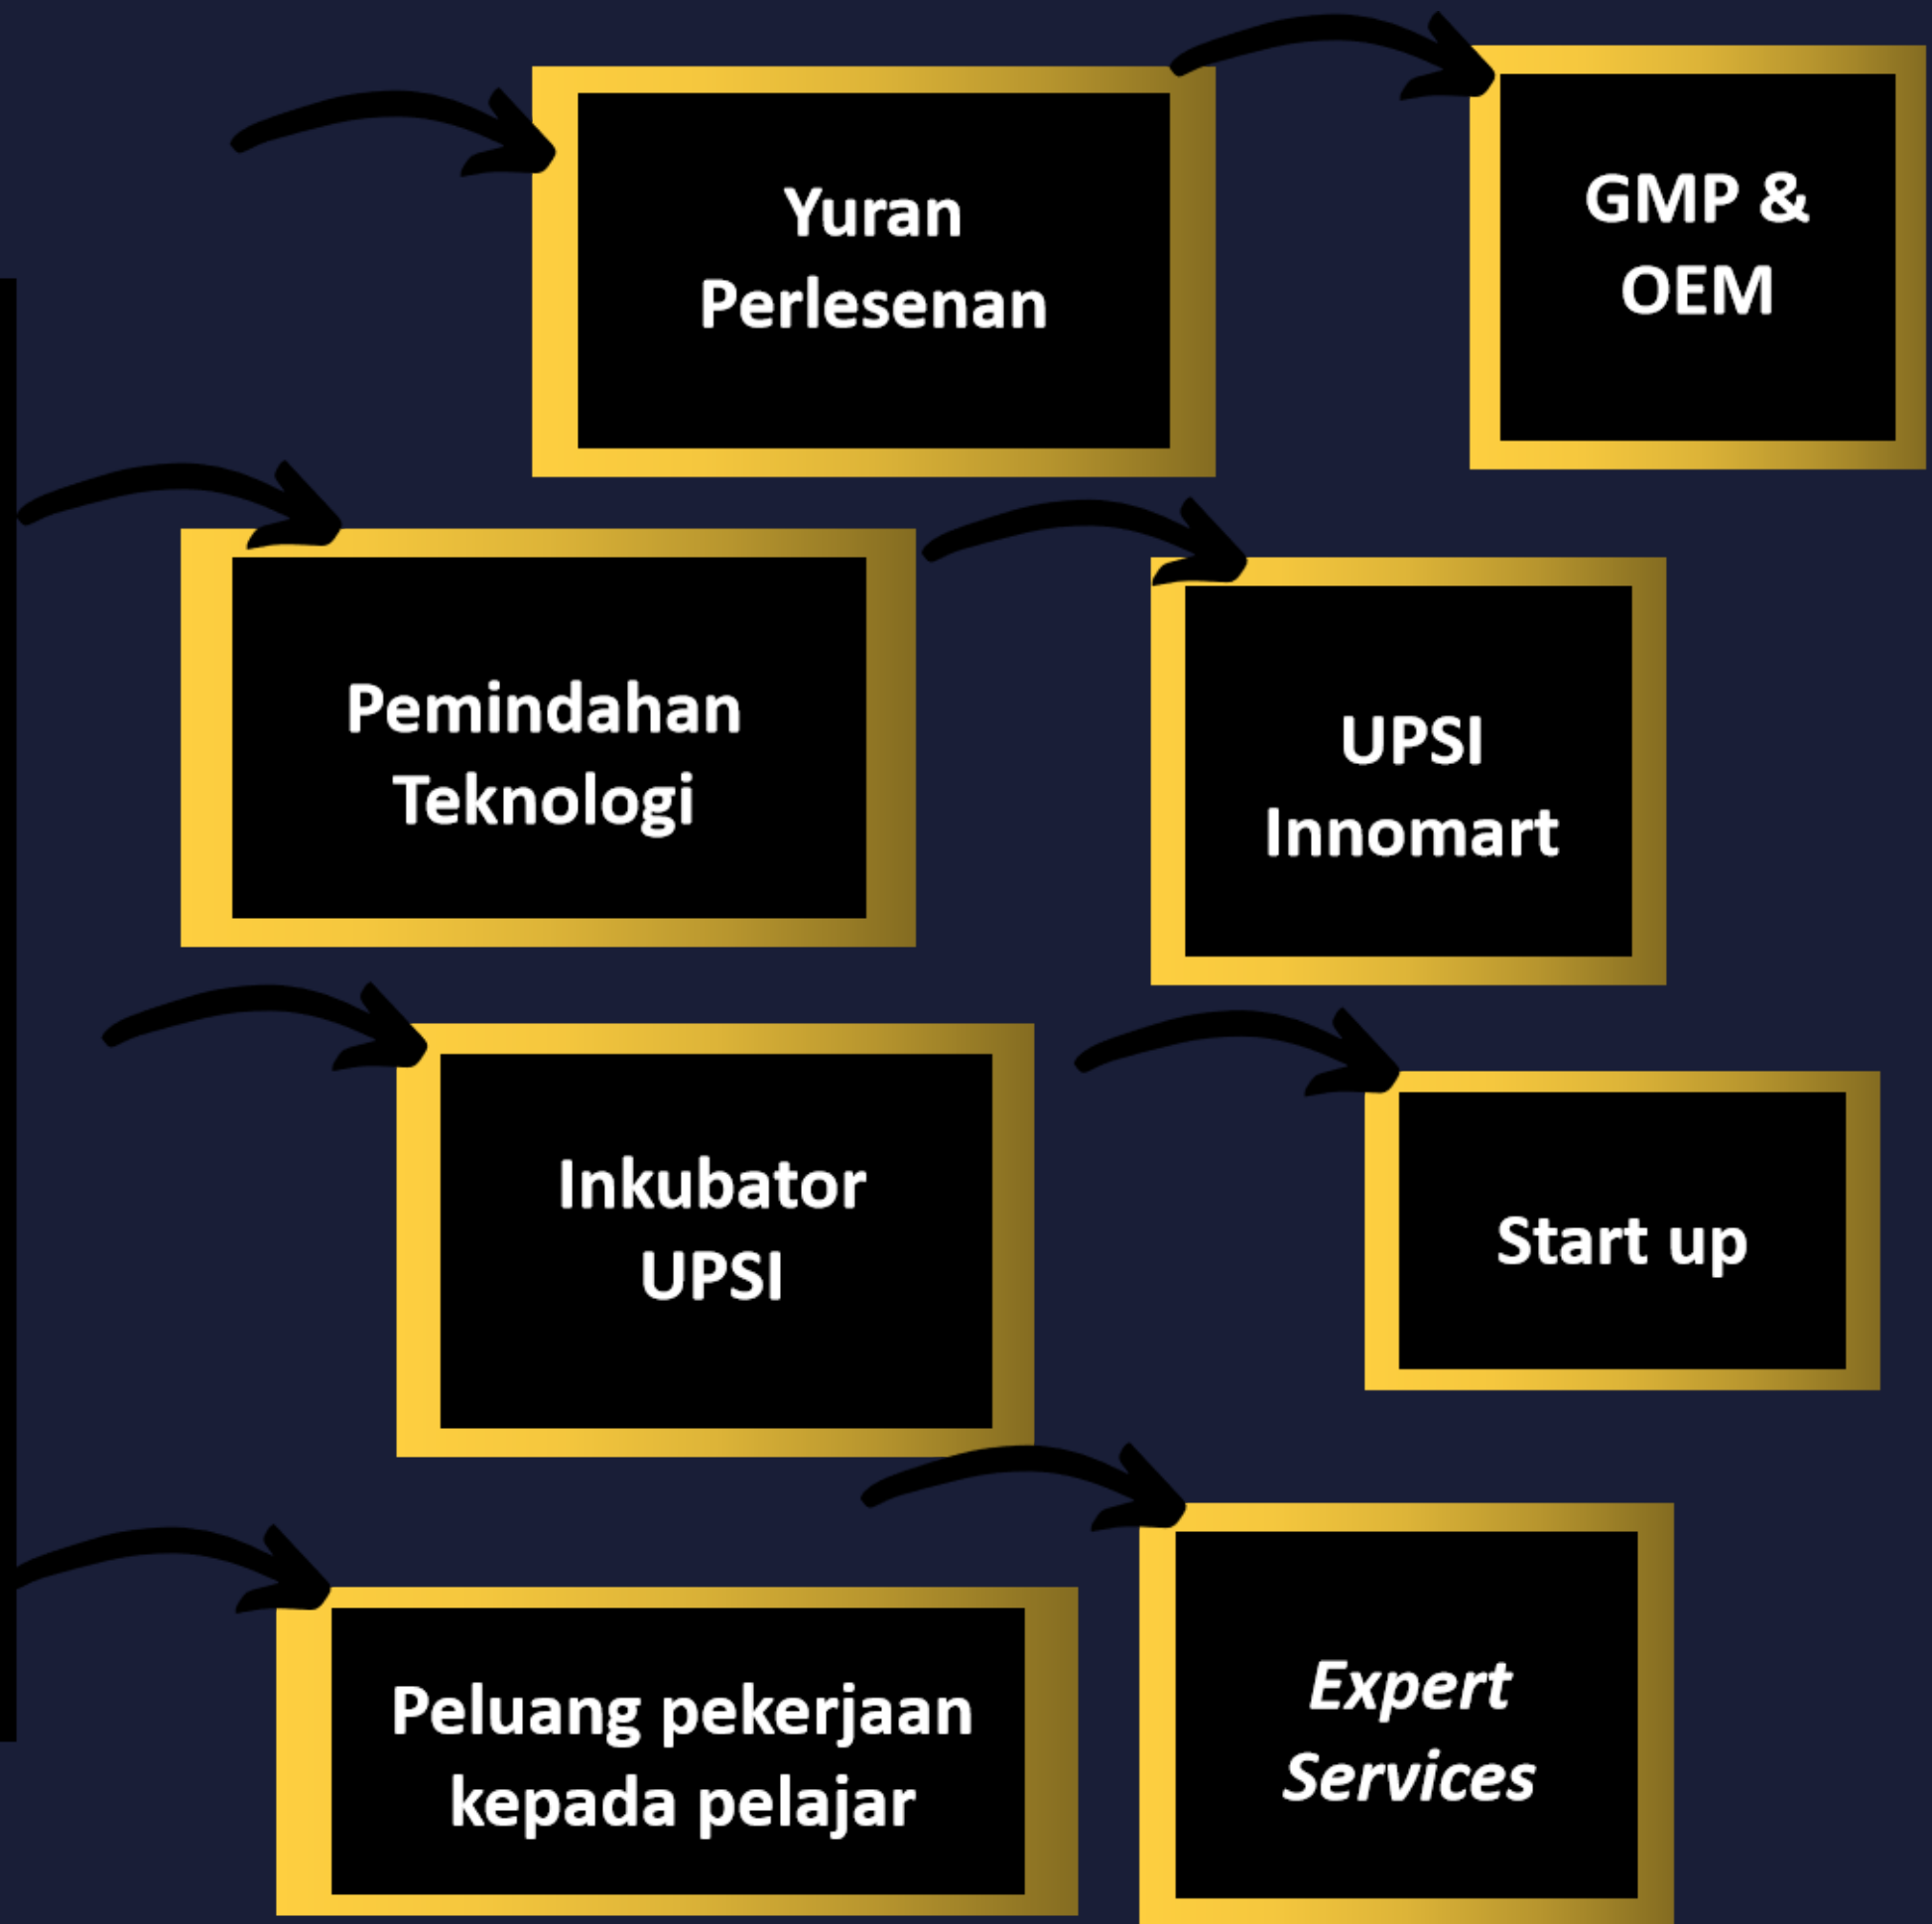 Yuran
Perlesenan
GMP &
OEM
Pemindahan
Teknologi
UPSI
Innomart
Inkubator
UPSI
Start up
Peluang pekerjaan
kepada pelajar
Expert
Services